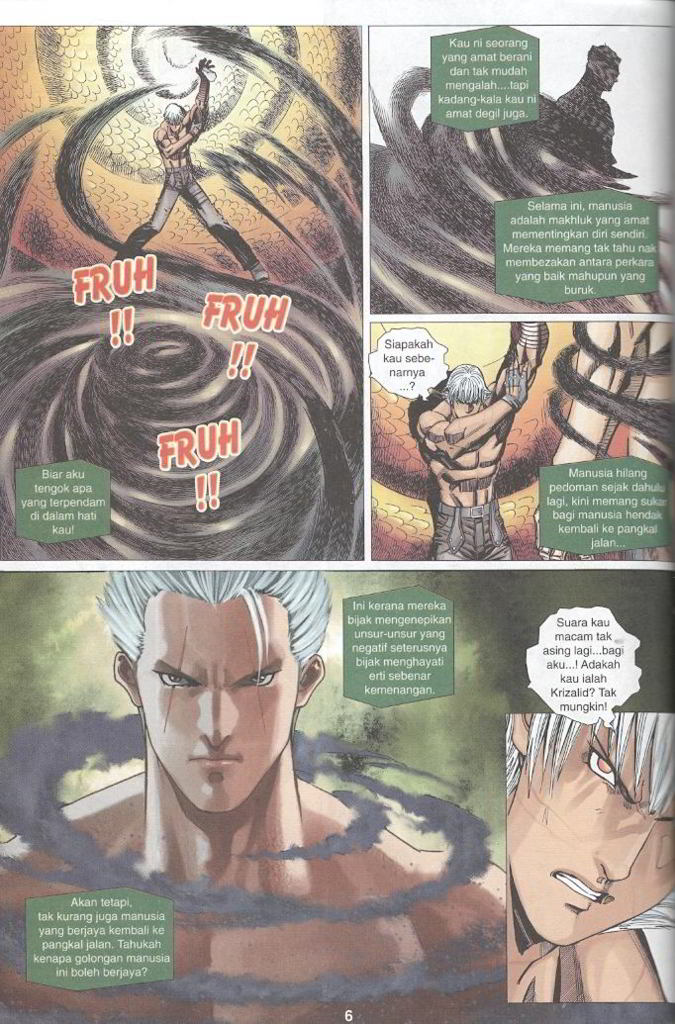 FRUH
!!
FRUH
!!
FRUH
!!
Biar aku
tengok apa
yang terpendam
di dalam hati
kau!
Kau ni seorang
yang amat berani
dan tak mudah
mengalah....tapi
kadang-kala kau ni
amat degil juga.
Selama ini, manusia
adalah makhluk yang amat
mementingkan diri sendiri.
Mereka memang tak tahu nak
membezakan antara perkara
yang baik mahupun yang
buruk.
Siapakah
kau sebe-
narnya
...?
Manusia hilang
pedoman sejak dahulu
lagi, kini memang sukar
bagi manusia hendak
kembali ke pangkal
jalan...
Ini kerana mereka
bijak mengenepikan
unsur-unsur yang
negatif seterusnya
bijak menghayati
erti sebenar
kemenangan.
Suara kau
macam tak
asing lagi...bagi
aku...! Adakah
kau ialah
Krizalid? Tak
mungkin!
Akan tetapi,
tak kurang juga manusia
yang berjaya kembali ke
pangkal jalan. Tahukah
kenapa golongan manusia
ini boleh berjaya?
6